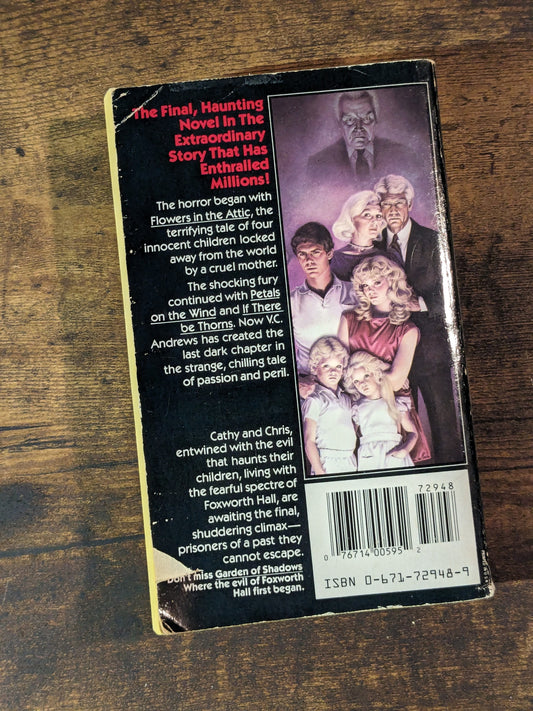 The Final, Haunting
Novel In The
Extraordinary
Story That Has
Enthralled
Millions!
The horror began with
Flowers in the Attic, the
terrifying tale of four
innocent children locked
away from the world
by a cruel mother.
The shocking fury
continued with Petals
on the Wind and If There
be Thorns. Now V.C.
Andrews has created the
last dark chapter in
the strange, chilling tale
of passion and peril.
Cathy and Chris,
entwined with the evil
that haunts their
children, living with
the fearful spectre of
Foxworth Hall, are
awaiting the final,
shuddering climax—
prisoners of a past they
cannot escape.
Don't miss Garden of Shadows
Where the evil of Foxworth
Hall first began.
72948
0 76714 00595 2
ISBN 0-671-72948-9